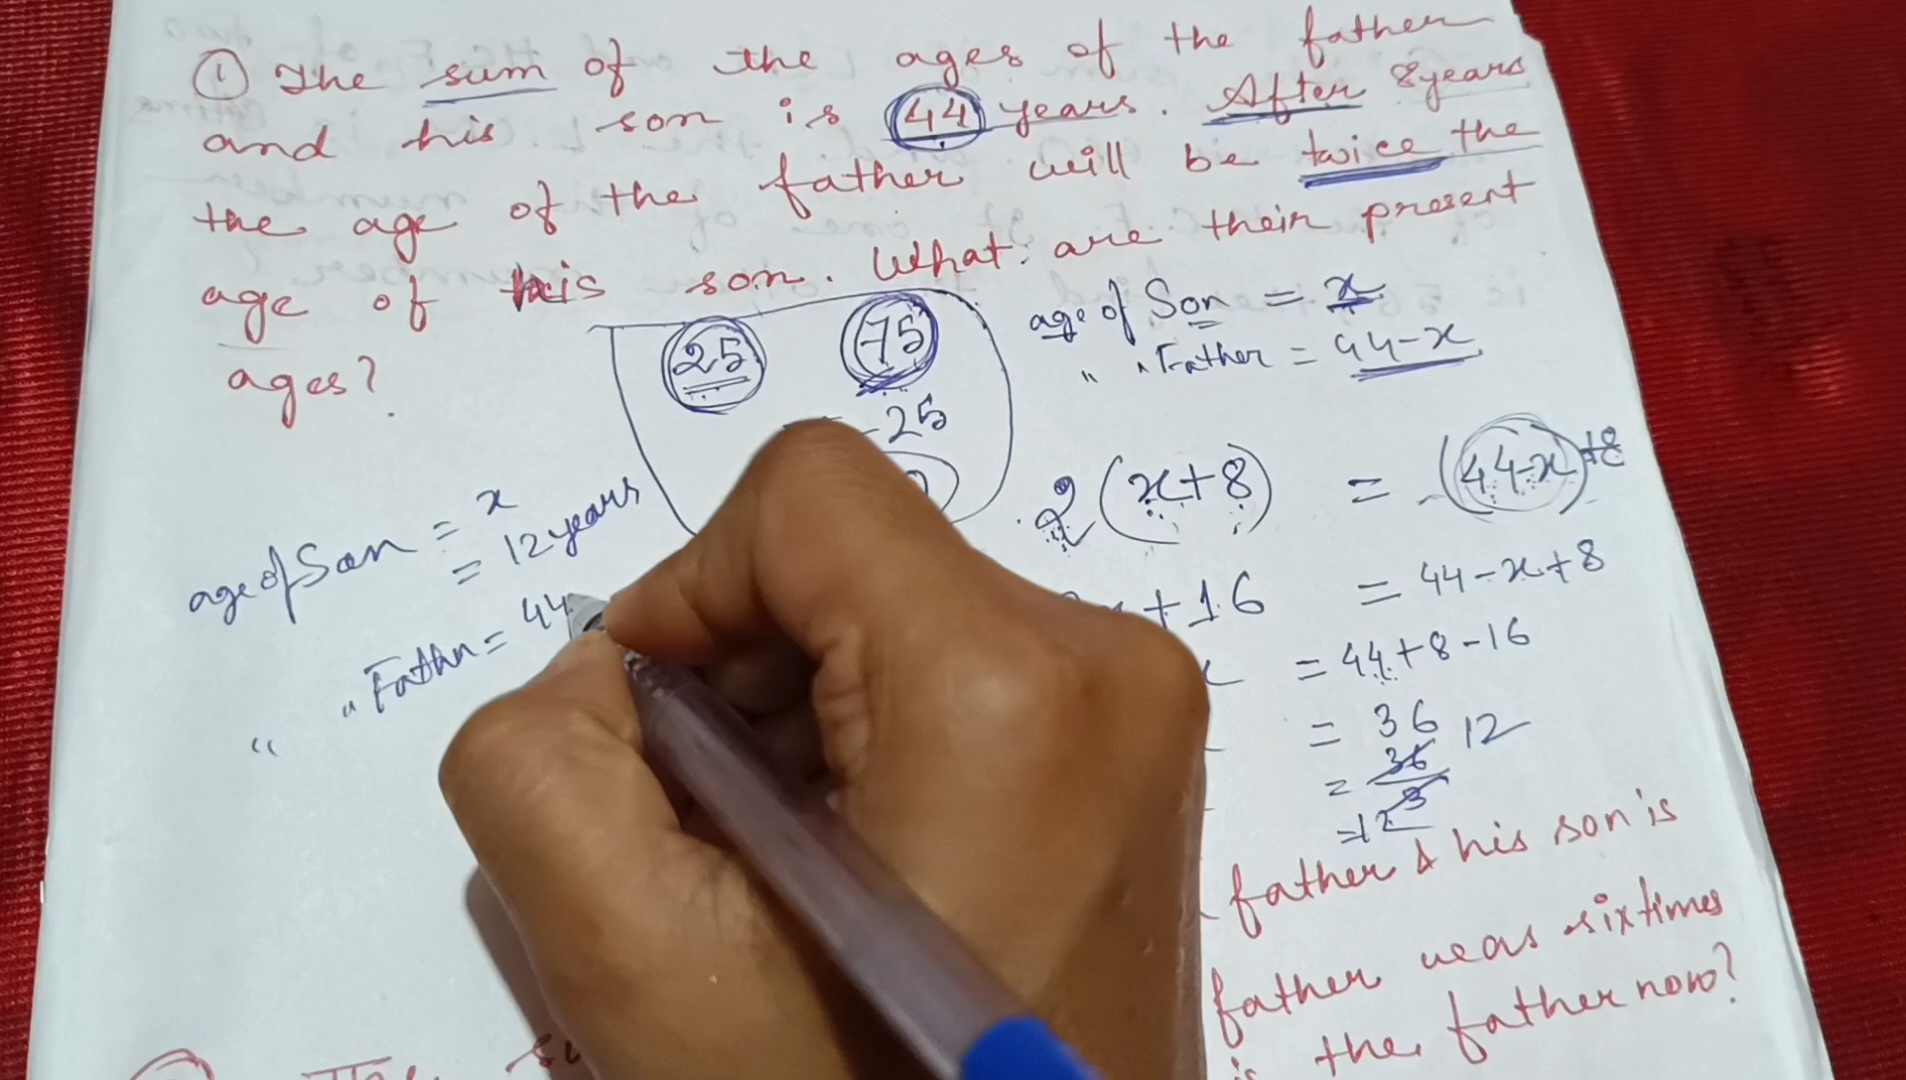 ① The sum of the ages of the father
and his son is 44 years. After 8 years
the age of the father will be twice the
age of his son. What are their present
ages?
25 75
-25
age of Son = x
" " Father = 44-x
2(x+8) = (44-x)+8
+16 = 44-x+8
= 44+8-16
= 36
= 36/3 12
=12
age of Son = x
= 12 years
" " Father = 44
father & his son is
father was six times
is the father now?
The su